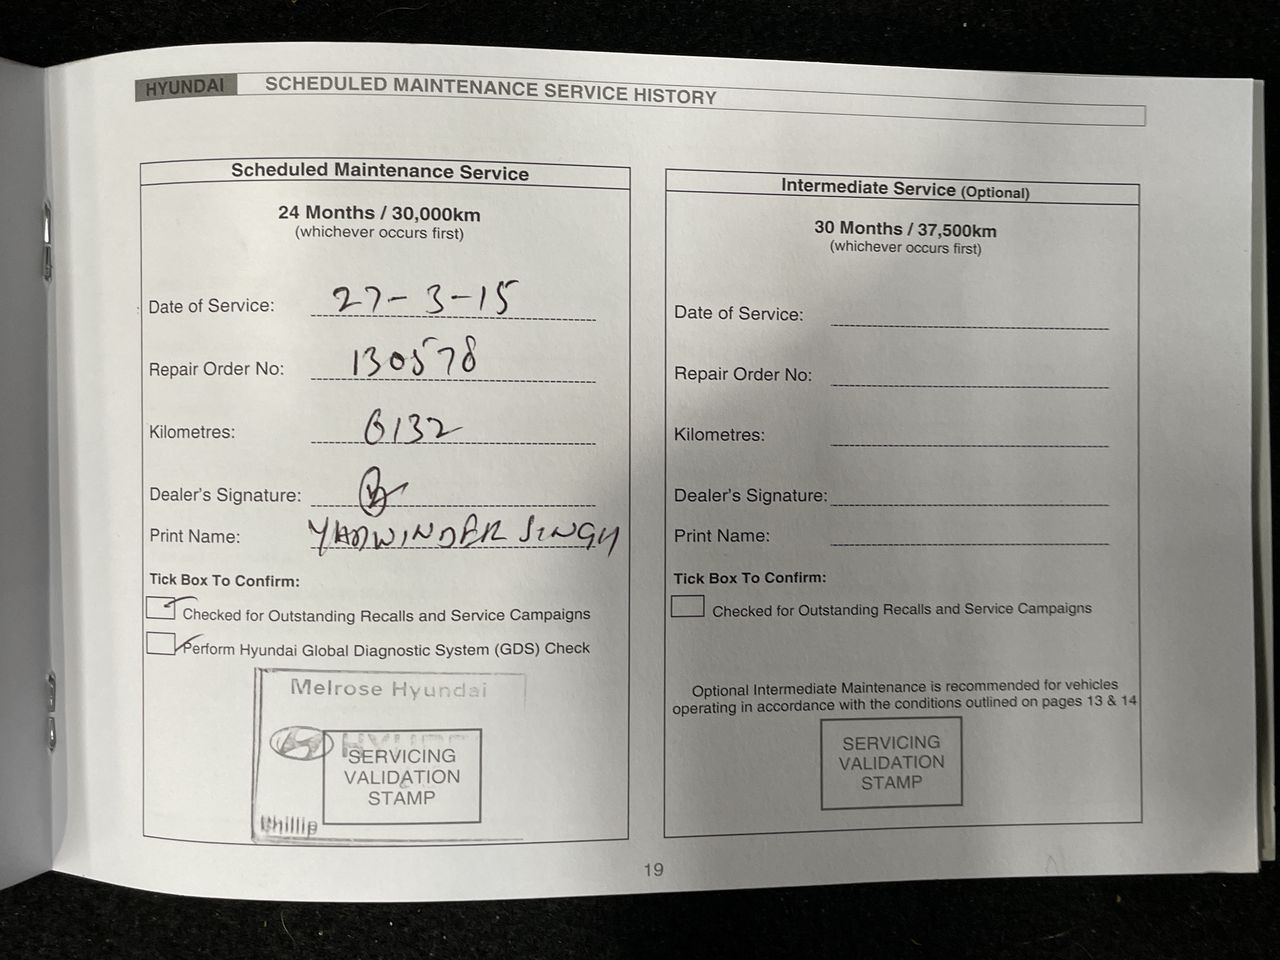 HYUNDAI SCHEDULED MAINTENANCE SERVICE HISTORY
Scheduled Maintenance Service
24 Months / 30,000km
(whichever occurs first)
Date of Service: 27-3-15
Repair Order No: 130578
Kilometres: 6132
Dealer's Signature:
Print Name: YADWINDER SINGH
Tick Box To Confirm:
Checked for Outstanding Recalls and Service Campaigns
Perform Hyundai Global Diagnostic System (GDS) Check
Melrose Hyundai
SERVICING
VALIDATION
STAMP
Phillip
Intermediate Service (Optional)
30 Months / 37,500km
(whichever occurs first)
Date of Service:
Repair Order No:
Kilometres:
Dealer's Signature:
Print Name:
Tick Box To Confirm:
Checked for Outstanding Recalls and Service Campaigns
Optional Intermediate Maintenance is recommended for vehicles
operating in accordance with the conditions outlined on pages 13 & 14
SERVICING
VALIDATION
STAMP
19